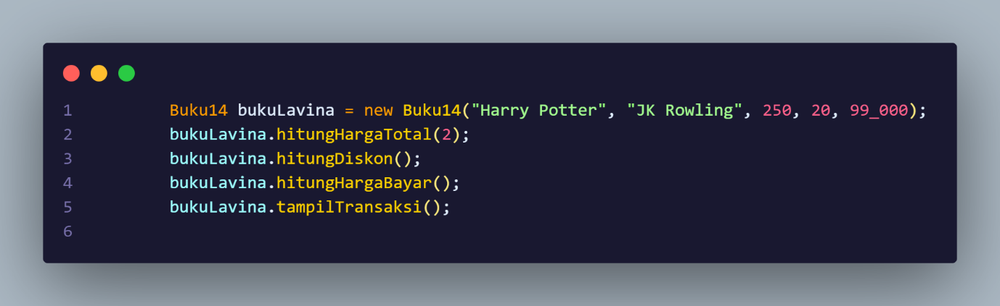 1 Buku14 bukuLavina = new Buku14("Harry Potter", "JK Rowling", 250, 20, 99_000);
2 bukuLavina.hitungHargaTotal(2);
3 bukuLavina.hitungDiskon();
4 bukuLavina.hitungHargaBayar();
5 bukuLavina.tampilTransaksi();
6